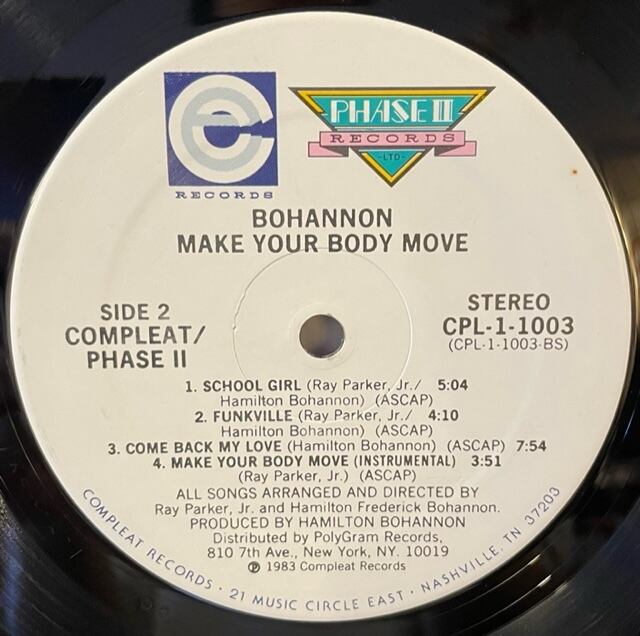 RECORDS
PHASE II
RECORDS
-LTD-
BOHANNON
MAKE YOUR BODY MOVE
SIDE 2
COMPLEAT/
PHASE II
STEREO
CPL-1-1003
(CPL-1-1003-BS)
1. SCHOOL GIRL (Ray Parker, Jr./ 5:04
Hamilton Bohannon) (ASCAP)
2. FUNKVILLE (Ray Parker, Jr./ 4:10
Hamilton Bohannon) (ASCAP)
3. COME BACK MY LOVE (Hamilton Bohannon) (ASCAP) 7:54
4. MAKE YOUR BODY MOVE (INSTRUMENTAL) 3:51
(Ray Parker, Jr.) (ASCAP)
ALL SONGS ARRANGED AND DIRECTED BY
Ray Parker, Jr. and Hamilton Frederick Bohannon.
PRODUCED BY HAMILTON BOHANNON
Distributed by PolyGram Records,
810 7th Ave., New York, NY. 10019
℗ 1983 Compleat Records
COMPLEAT RECORDS · 21 MUSIC CIRCLE EAST · NASHVILLE, TN 37203